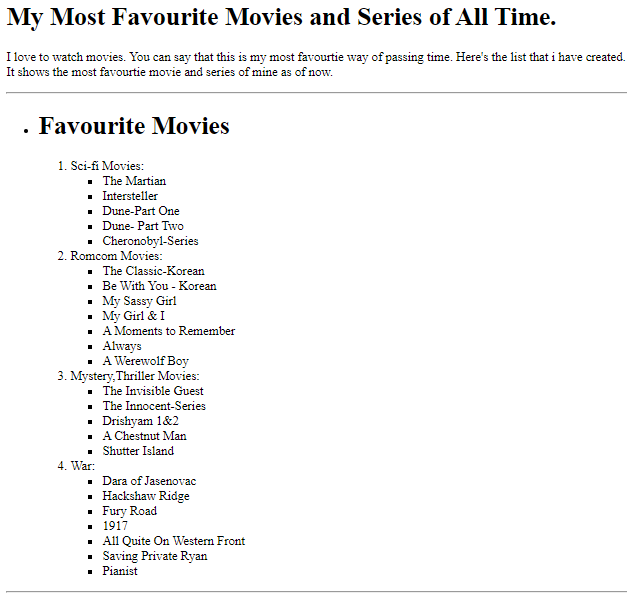 My Most Favourite Movies and Series of All Time.
I love to watch movies. You can say that this is my most favourtie way of passing time. Here's the list that i have created.
It shows the most favourtie movie and series of mine as of now.
Favourite Movies
1. Sci-fi Movies:
The Martian
Intersteller
Dune-Part One
Dune- Part Two
Cheronobyl-Series
2. Romcom Movies:
The Classic-Korean
Be With You - Korean
My Sassy Girl
My Girl & I
A Moments to Remember
Always
A Werewolf Boy
3. Mystery,Thriller Movies:
The Invisible Guest
The Innocent-Series
Drishyam 1&2
A Chestnut Man
Shutter Island
4. War:
Dara of Jasenovac
Hackshaw Ridge
Fury Road
1917
All Quite On Western Front
Saving Private Ryan
Pianist